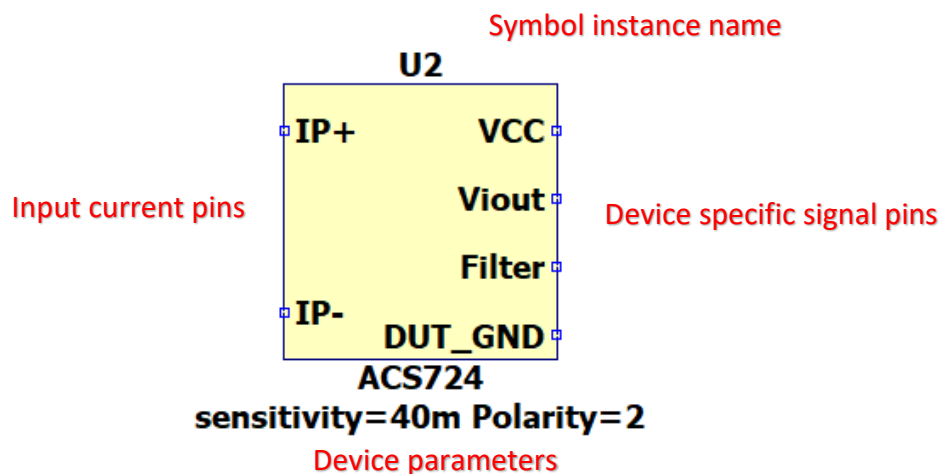 Symbol instance name
U2
IP+
VCC
Viout
Input current pins
Device specific signal pins
Filter
IP-
DUT_GND
ACS724
sensitivity=40m Polarity=2
Device parameters